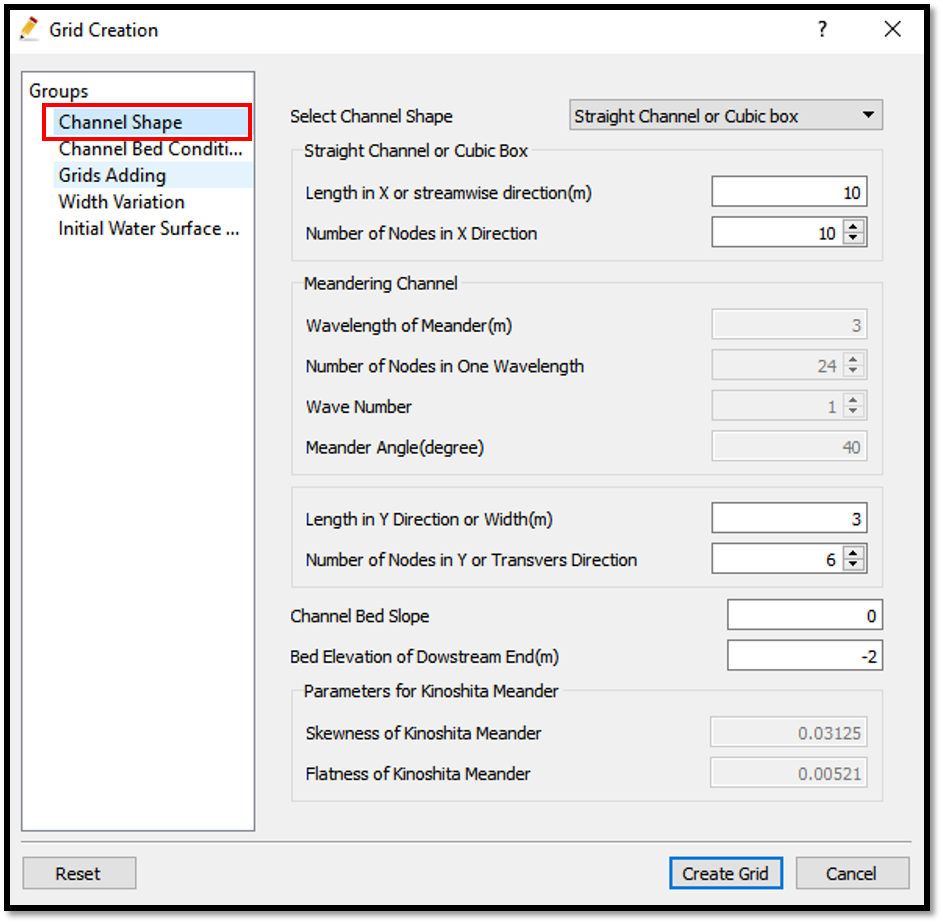 Grid Creation
?
Groups
Channel Shape
Channel Bed Conditi...
Grids Adding
Width Variation
Initial Water Surface ...
Select Channel Shape
Straight Channel or Cubic box
Straight Channel or Cubic Box
Length in X or streamwise direction(m)
10
Number of Nodes in X Direction
10
Meandering Channel
Wavelength of Meander(m)
3
Number of Nodes in One Wavelength
24
Wave Number
1
Meander Angle(degree)
40
Length in Y Direction or Width(m)
3
Number of Nodes in Y or Transvers Direction
6
Channel Bed Slope
0
Bed Elevation of Dowstream End(m)
-2
Parameters for Kinoshita Meander
Skewness of Kinoshita Meander
0.03125
Flatness of Kinoshita Meander
0.00521
Reset
Create Grid
Cancel